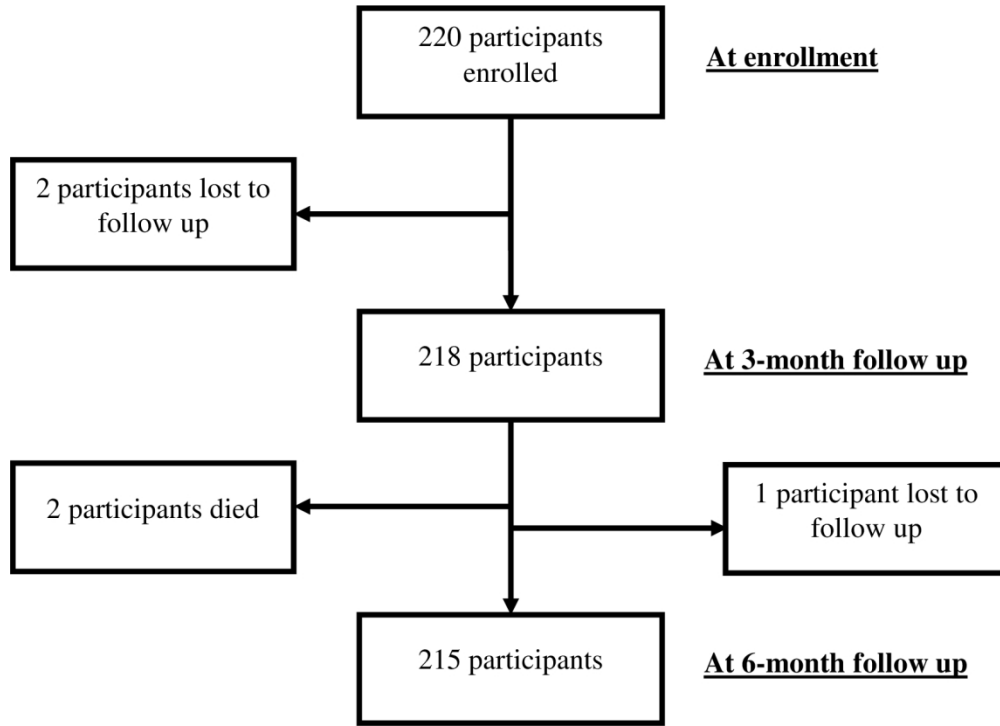 220 participants
enrolled
At enrollment
2 participants lost to
follow up
218 participants
At 3-month follow up
2 participants died
1 participant lost to
follow up
215 participants
At 6-month follow up